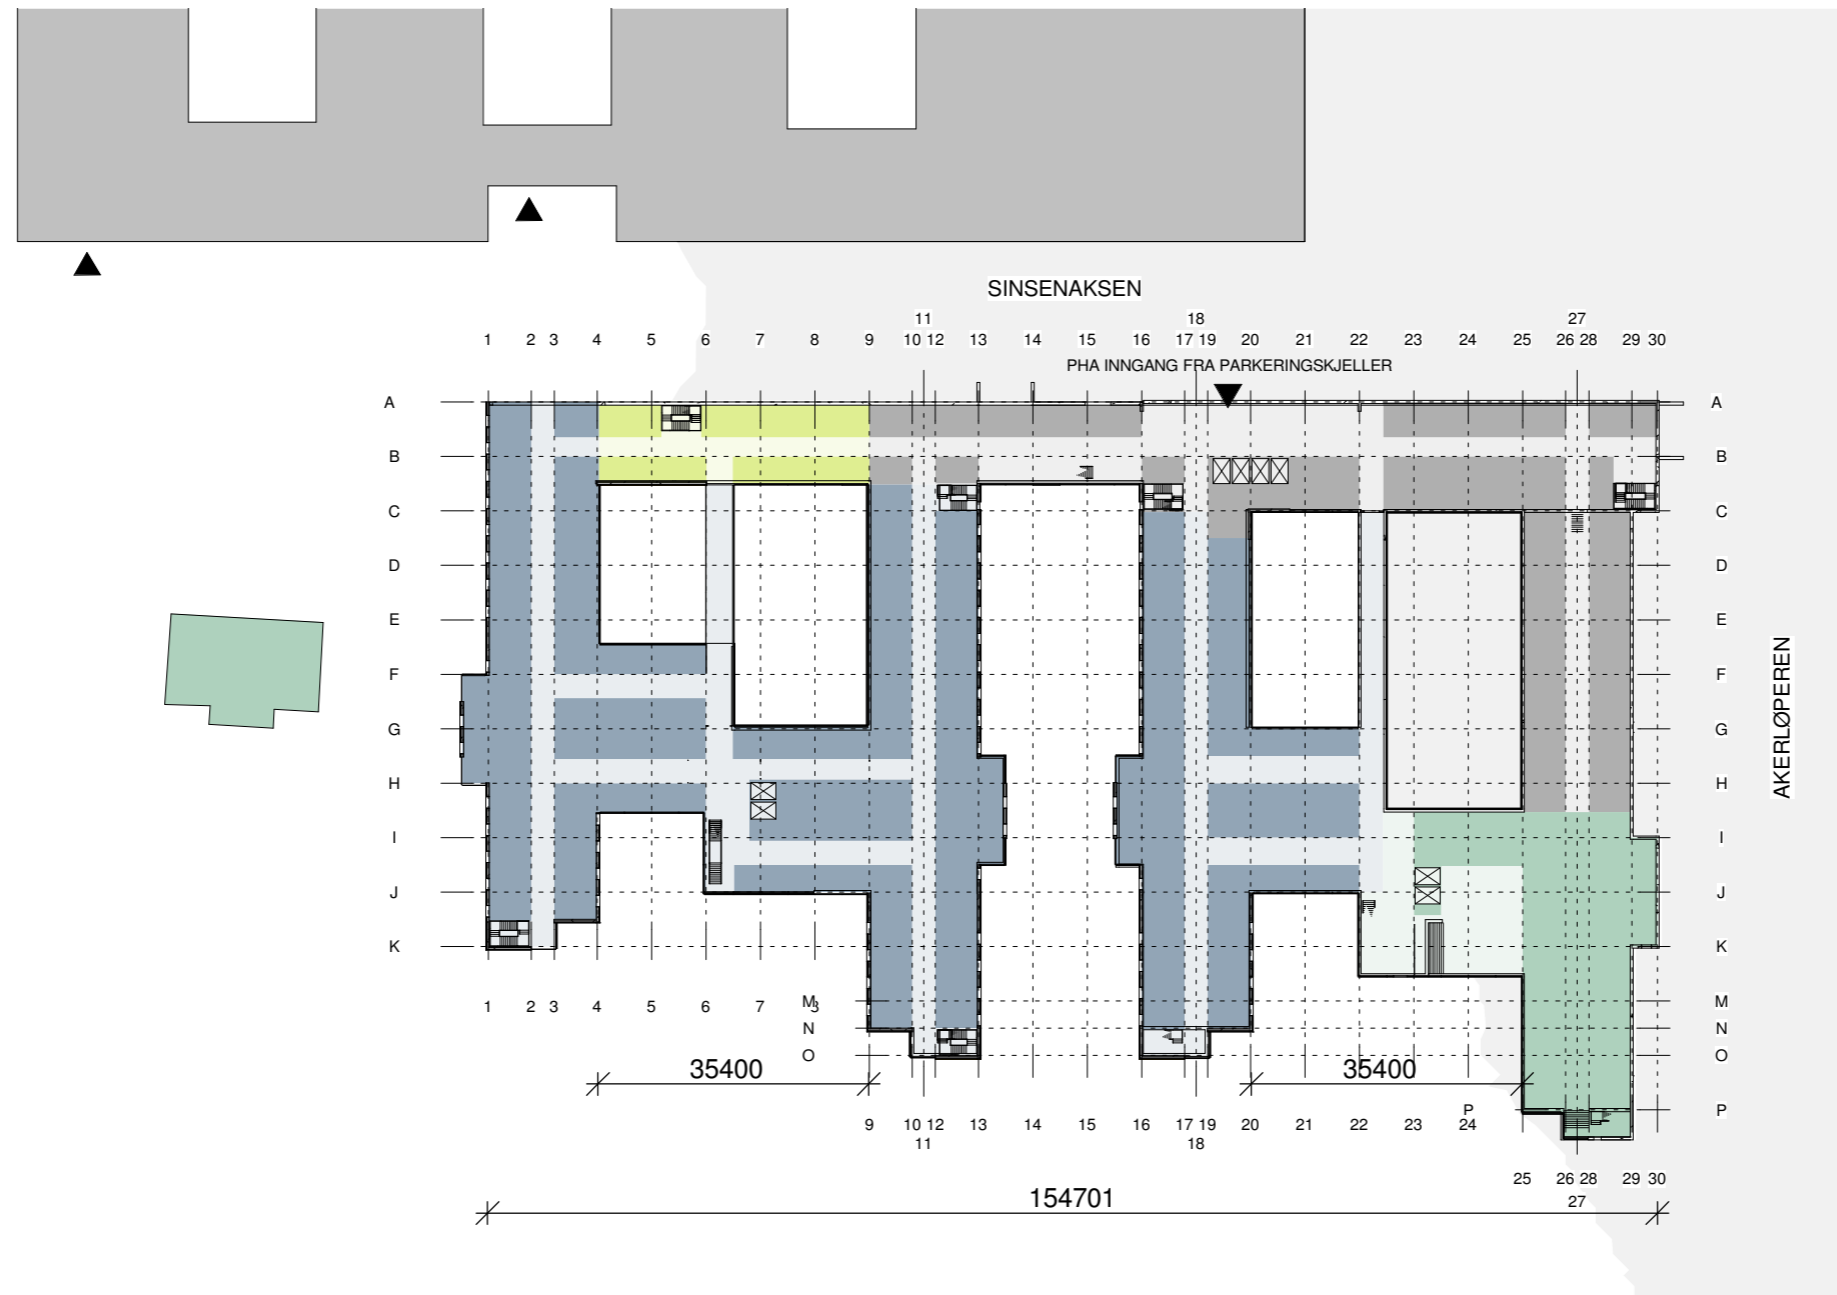 SINSENAKSEN
11 18 27
1 2 3 4 5 6 7 8 9 10 12 13 14 15 16 17 19 20 21 22 23 24 25 26 28 29 30
PHA INNGANG FRA PARKERINGSKJELLER
A A
B B
C C
D D
E E
F F
AKERLØPEREN
G G
H H
I I
J J
K K
M M
1 2 3 4 5 6 7 8
N N
O O
35400 35400
P P
9 10 12 13 14 15 16 17 19 20 21 22 23 24
11 18
25 26 28 29 30
154701
27